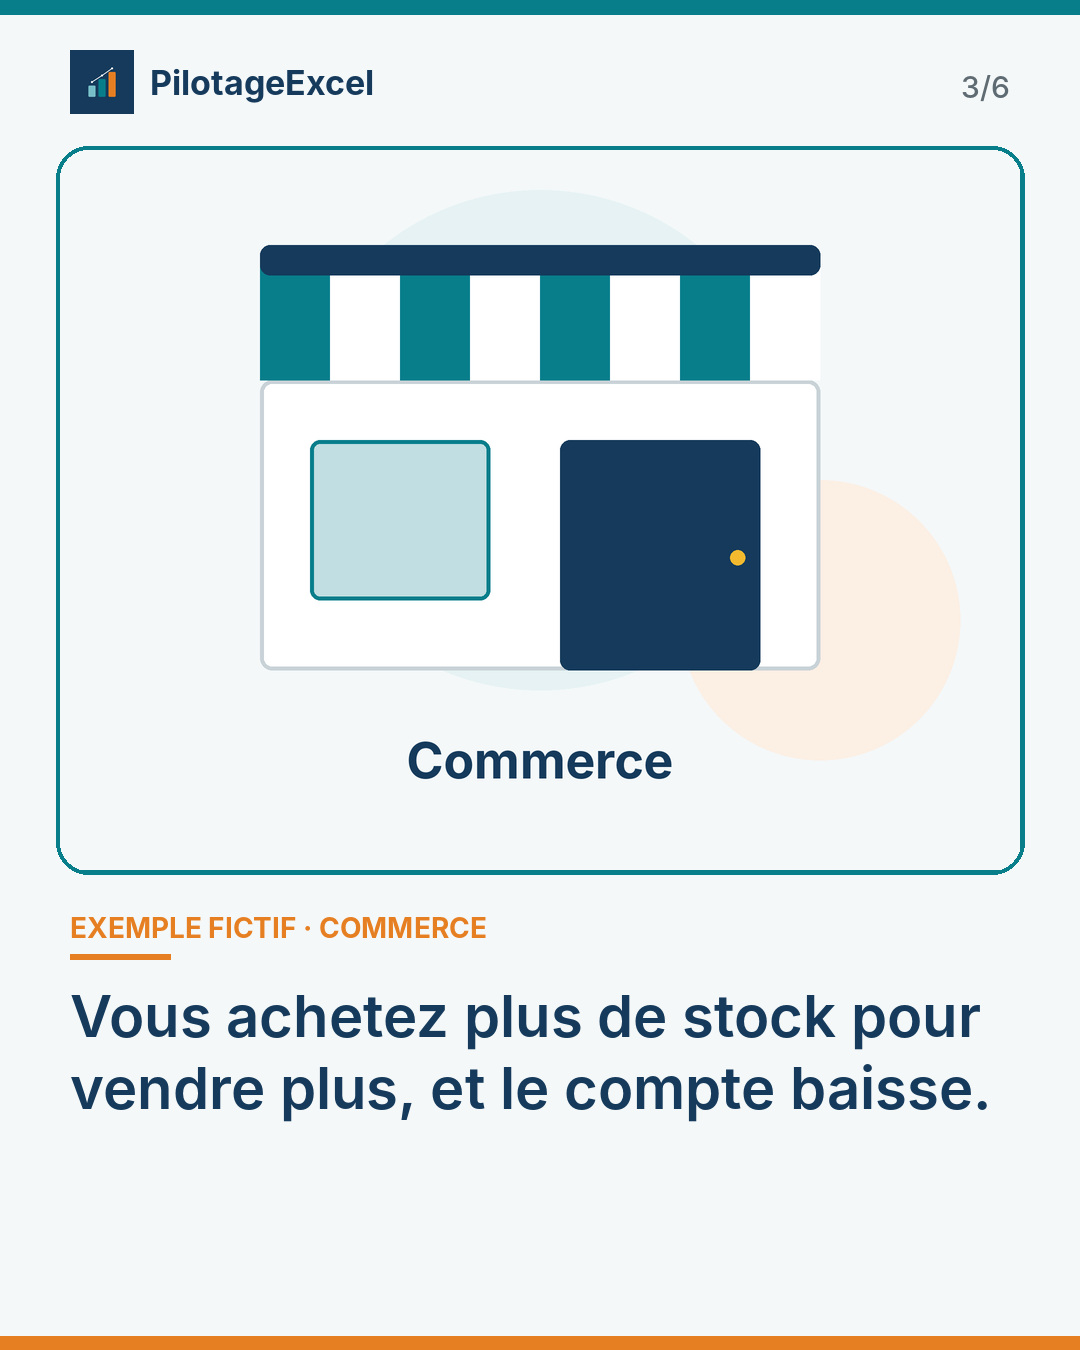 PilotageExcel
3/6
Commerce
EXEMPLE FICTIF · COMMERCE
Vous achetez plus de stock pour
vendre plus, et le compte baisse.